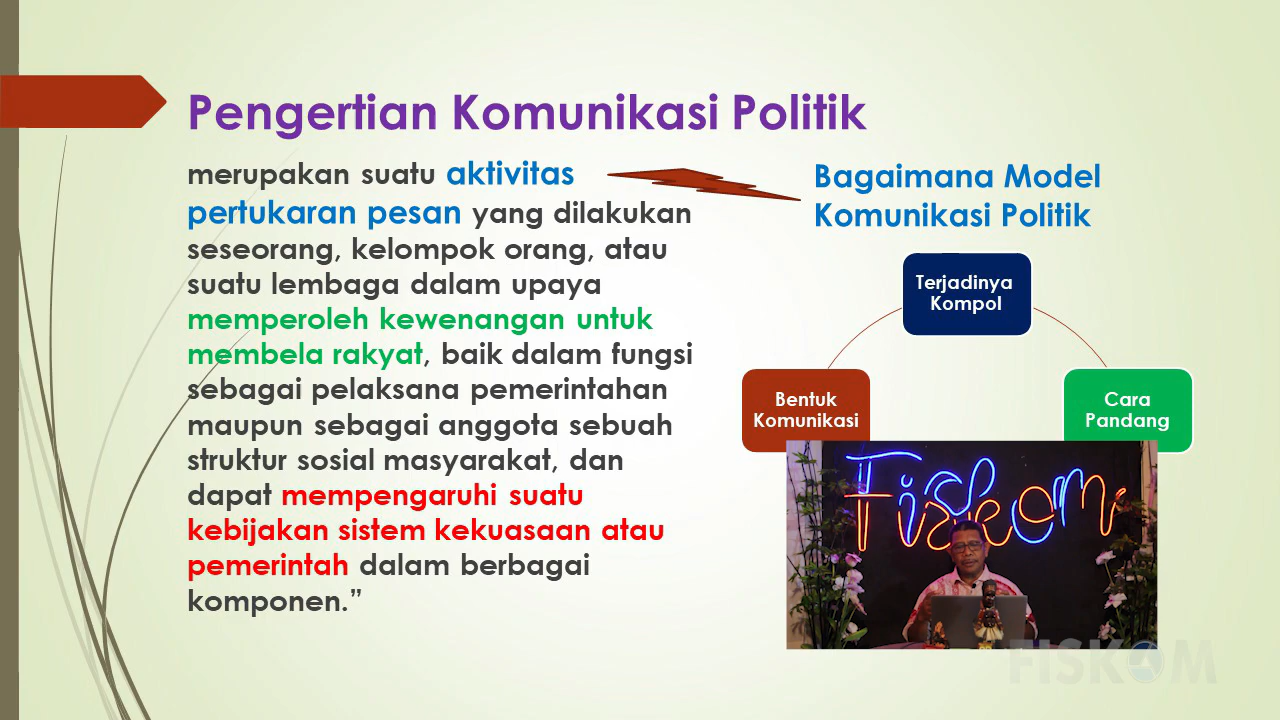 Pengertian Komunikasi Politik
merupakan suatu aktivitas
pertukaran pesan yang dilakukan
seseorang, kelompok orang, atau
suatu lembaga dalam upaya
memperoleh kewenangan untuk
membela rakyat, baik dalam fungsi
sebagai pelaksana pemerintahan
maupun sebagai anggota sebuah
struktur sosial masyarakat, dan
dapat mempengaruhi suatu
kebijakan sistem kekuasaan atau
pemerintah dalam berbagai
komponen.”
Bagaimana Model
Komunikasi Politik
Terjadinya
Kompol
Bentuk
Komunikasi
Cara
Pandang
Fiskom
FISKOM